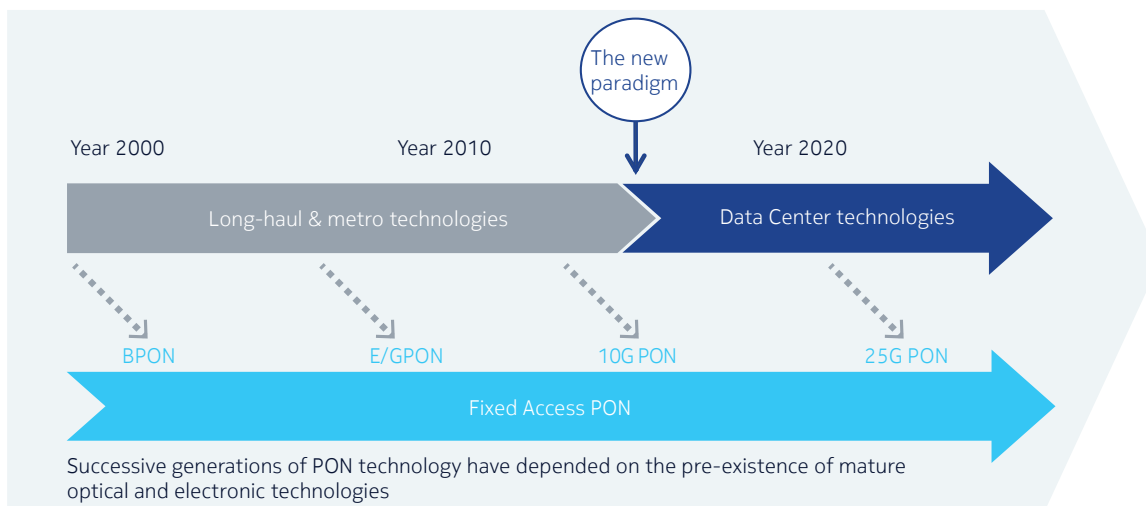 The new
paradigm
Year 2000
Year 2010
Year 2020
Long-haul & metro technologies
Data Center technologies
BPON
E/GPON
10G PON
25G PON
Fixed Access PON
Successive generations of PON technology have depended on the pre-existence of mature
optical and electronic technologies